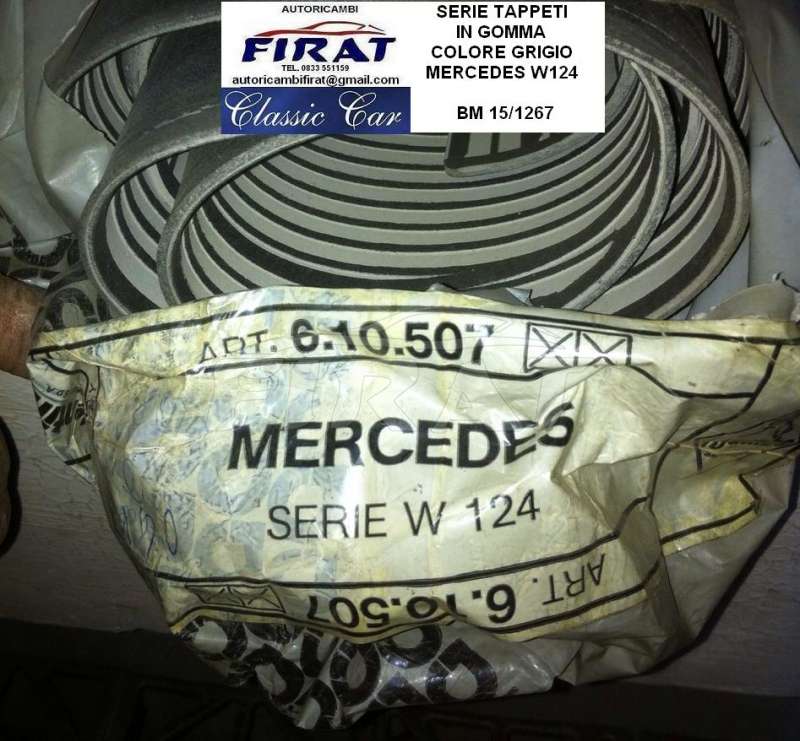 AUTORICAMBI
FIRAT
TEL. 0833 551159
autoricambifirat@gmail.com
Classic Car
SERIE TAPPETI
IN GOMMA
COLORE GRIGIO
MERCEDES W124
BM 15/1267
ART. 6.10.507
FIRAT
MERCEDES
SERIE W 124
ART. 6.10.507